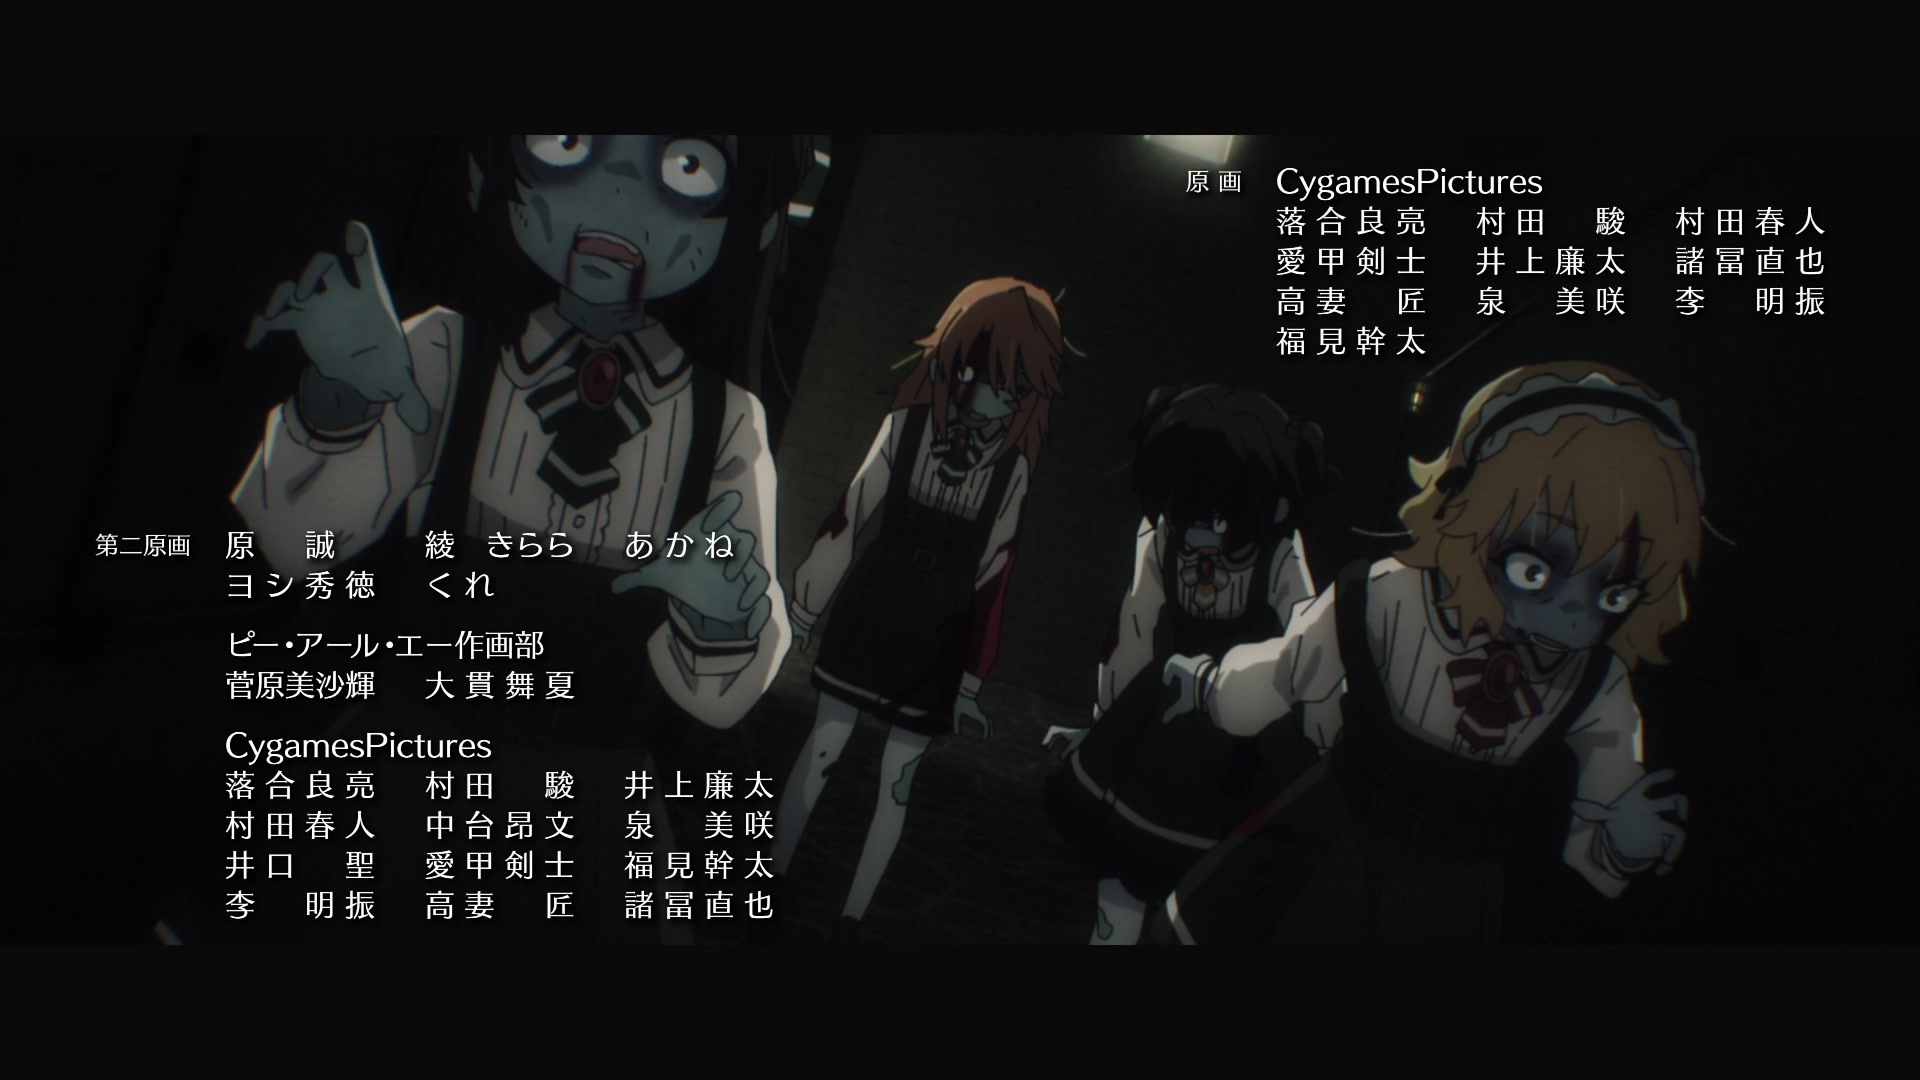 原画 CygamesPictures
落合良亮 村田 駿 村田春人
愛甲剣士 井上廉太 諸冨直也
高妻 匠 泉 美咲 李 明振
福見幹太
第二原画 原 誠 綾 さらら あかね
ヨシ秀徳 くれ
ピー・アール・エー作画部
菅原美沙輝 大貫舞夏
CygamesPictures
落合良亮 村田 駿 井上廉太
村田春人 中台昂文 泉 美咲
井口 聖 愛甲剣士 福見幹太
李 明振 高妻 匠 諸冨直也